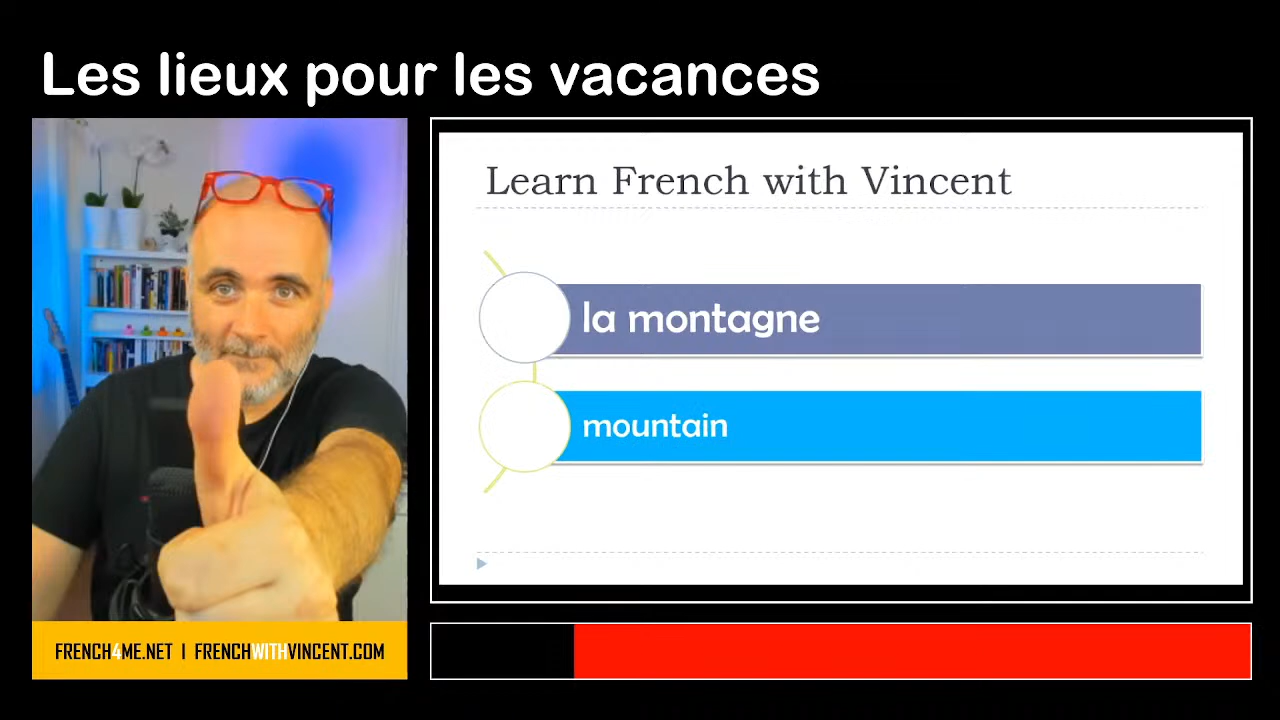 Les lieux pour les vacances
Learn French with Vincent
la montagne
mountain
FRENCH4ME.NET | FRENCHWITHVINCENT.COM